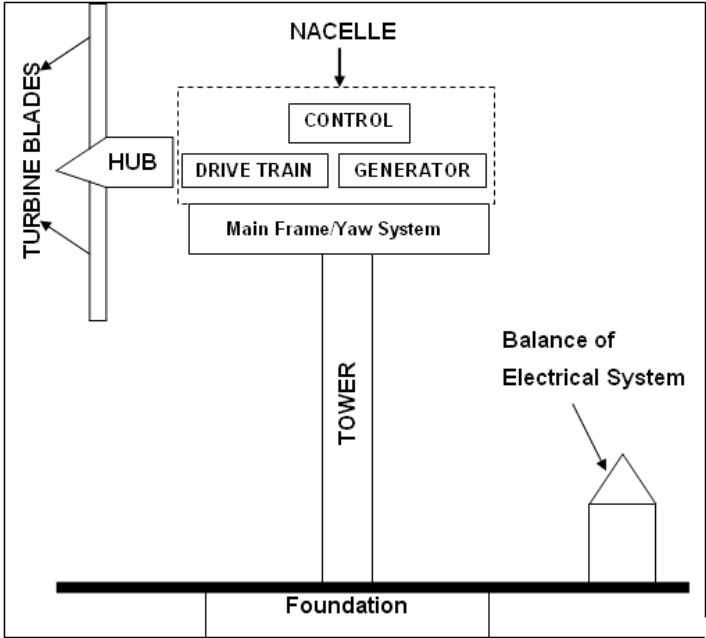 NACELLE
TURBINE BLADES
CONTROL
HUB
DRIVE TRAIN
GENERATOR
Main Frame/Yaw System
TOWER
Balance of
Electrical System
Foundation